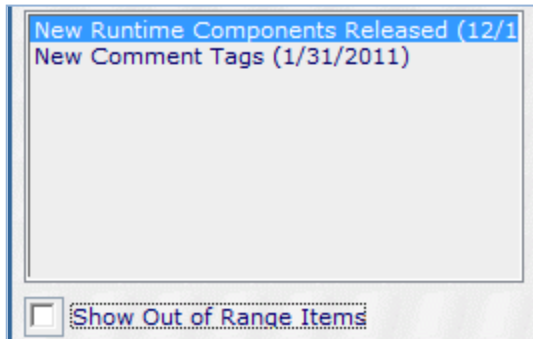 New Runtime Components Released (12/1
New Comment Tags (1/31/2011)
Show Out of Range Items